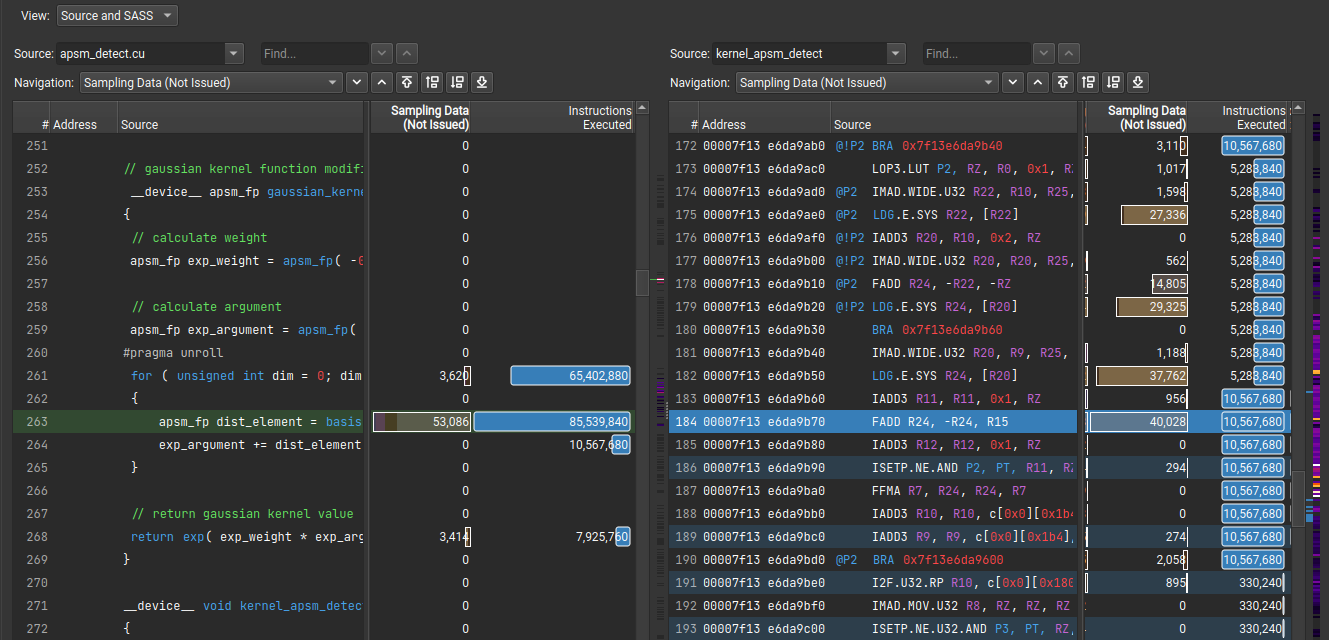 View: Source and SASS
Source: apsm_detect.cu Find...
Navigation: Sampling Data (Not Issued)
# Address Source Sampling Data (Not Issued) Instructions Executed
251 0
252 // gaussian kernel function modifi 0
253 __device__ apsm_fp gaussian_kerne 0
254 { 0
255 // calculate weight 0
256 apsm_fp exp_weight = apsm_fp( -0 0
257 0
258 // calculate argument 0
259 apsm_fp exp_argument = apsm_fp( 0
260 #pragma unroll 0
261 for ( unsigned int dim = 0; dim 3,620 65,402,880
262 { 0
263 apsm_fp dist_element = basis 53,086 85,539,840
264 exp_argument += dist_element 0 10,567,680
265 } 0
266 0
267 // return gaussian kernel value 0
268 return exp( exp_weight * exp_arg 3,414 7,925,760
269 } 0
270 0
271 __device__ void kernel_apsm_detec 0
272 { 0
Source: kernel_apsm_detect Find...
Navigation: Sampling Data (Not Issued)
# Address Source Sampling Data (Not Issued) Instructions Executed
172 00007f13 e6da9ab0 @!P2 BRA 0x7f13e6da9b40 3,110 10,567,680
173 00007f13 e6da9ac0 LOP3.LUT P2, RZ, R0, 0x1, RZ 1,017 5,283,840
174 00007f13 e6da9ad0 @P2 IMAD.WIDE.U32 R22, R10, R25, 1,598 5,283,840
175 00007f13 e6da9ae0 @P2 LDG.E.SYS R22, [R22] 27,336 5,283,840
176 00007f13 e6da9af0 @!P2 IADD3 R20, R10, 0x2, RZ 0 5,283,840
177 00007f13 e6da9b00 @!P2 IMAD.WIDE.U32 R20, R20, R25, 562 5,283,840
178 00007f13 e6da9b10 @P2 FADD R24, -R22, -RZ 14,805 5,283,840
179 00007f13 e6da9b20 @!P2 LDG.E.SYS R24, [R20] 29,325 5,283,840
180 00007f13 e6da9b30 BRA 0x7f13e6da9b60 0 5,283,840
181 00007f13 e6da9b40 IMAD.WIDE.U32 R20, R9, R25, 1,188 5,283,840
182 00007f13 e6da9b50 LDG.E.SYS R24, [R20] 37,762 5,283,840
183 00007f13 e6da9b60 IADD3 R11, R11, 0x1, RZ 956 10,567,680
184 00007f13 e6da9b70 FADD R24, -R24, R15 40,028 10,567,680
185 00007f13 e6da9b80 IADD3 R12, R12, 0x1, RZ 0 10,567,680
186 00007f13 e6da9b90 ISETP.NE.AND P2, PT, R11, RZ 294 10,567,680
187 00007f13 e6da9ba0 FFMA R7, R24, R24, R7 0 10,567,680
188 00007f13 e6da9bb0 IADD3 R10, R10, c[0x0][0x1b4 0 10,567,680
189 00007f13 e6da9bc0 IADD3 R9, R9, c[0x0][0x1b4], 274 10,567,680
190 00007f13 e6da9bd0 @P2 BRA 0x7f13e6da9600 2,058 10,567,680
191 00007f13 e6da9be0 I2F.U32.RP R10, c[0x0][0x180 895 330,240
192 00007f13 e6da9bf0 IMAD.MOV.U32 R8, RZ, RZ, RZ 0 330,240
193 00007f13 e6da9c00 ISETP.NE.U32.AND P3, PT, RZ, 0 330,240